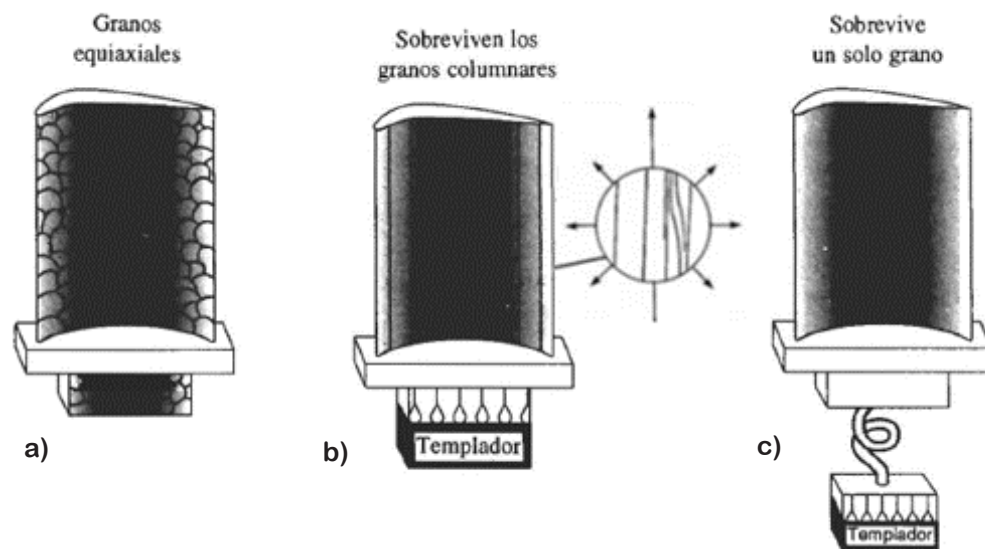 Granos
equiaxiales
Sobreviven los
granos columnares
Sobrevive
un solo grano
a)
b)
Templador
c)
Templador